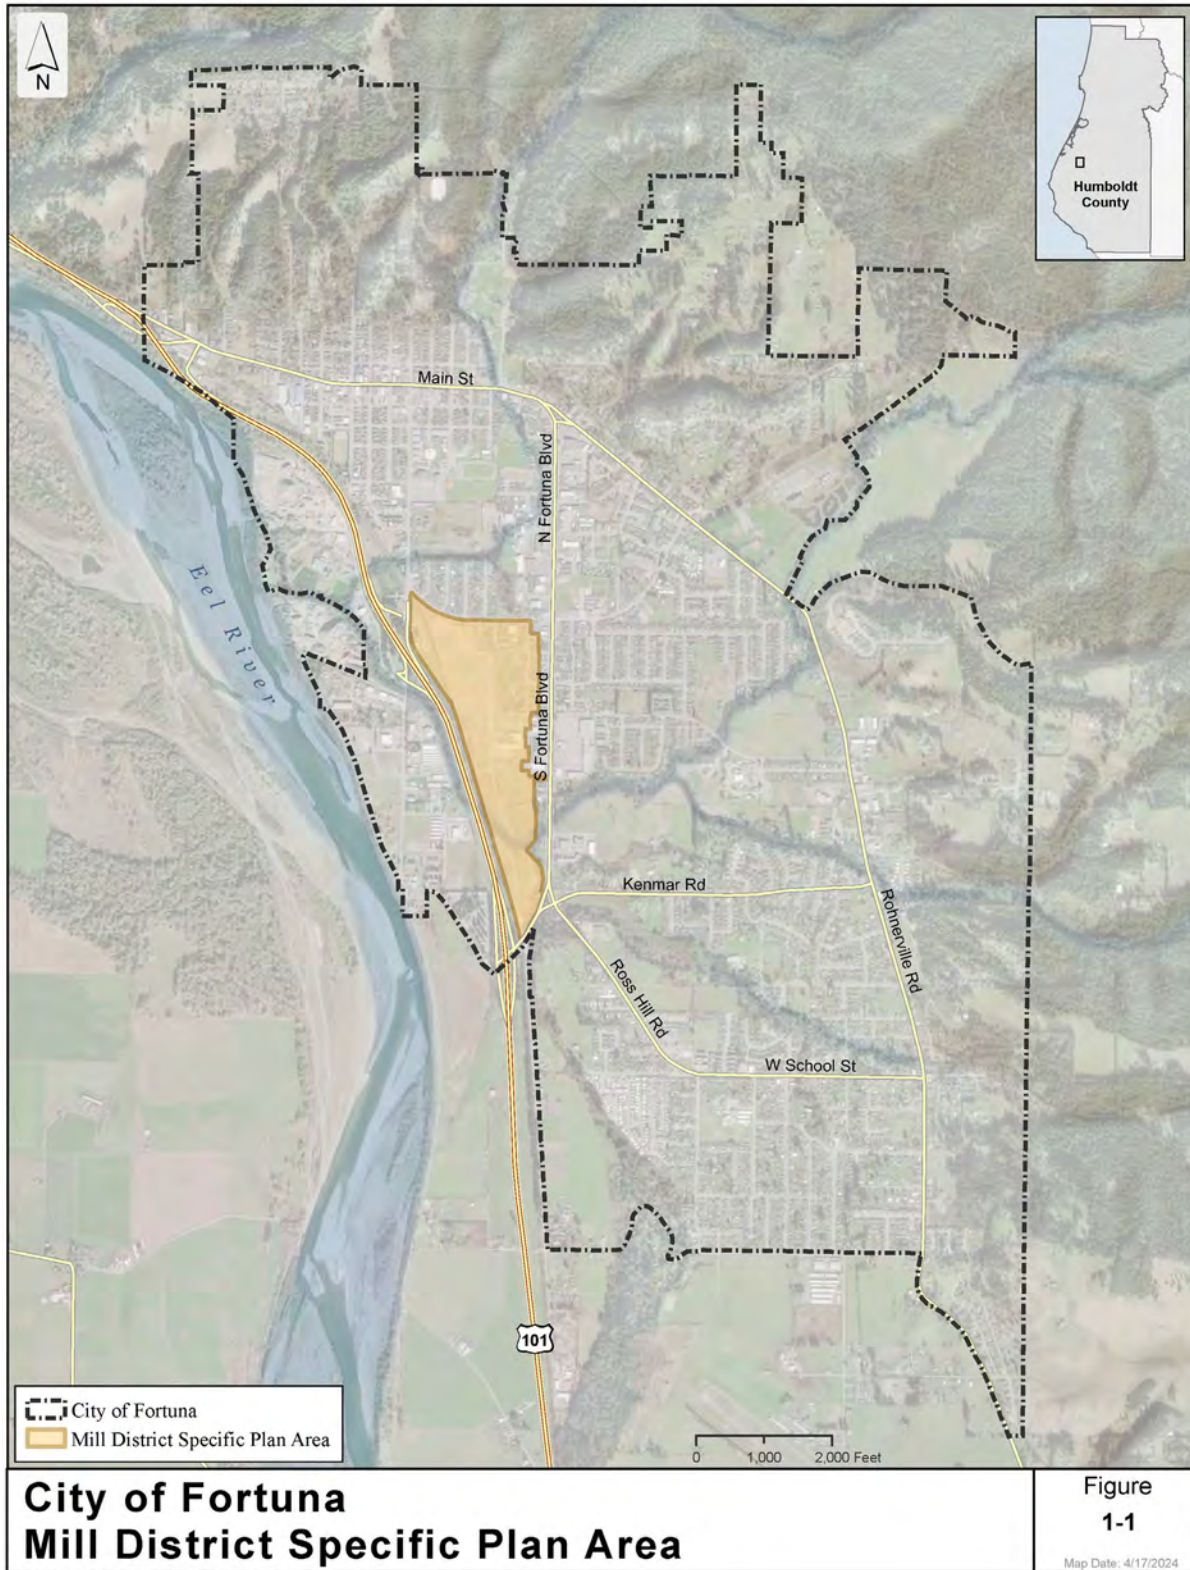 N
Humboldt
County
Main St
N Fortuna Blvd
Eel River
S Fortuna Blvd
Kenmar Rd
Rohnerville Rd
Ross Hill Rd
W School St
101
City of Fortuna
Mill District Specific Plan Area
0 1,000 2,000 Feet
City of Fortuna
Mill District Specific Plan Area
Figure
1-1
Map Date: 4/17/2024